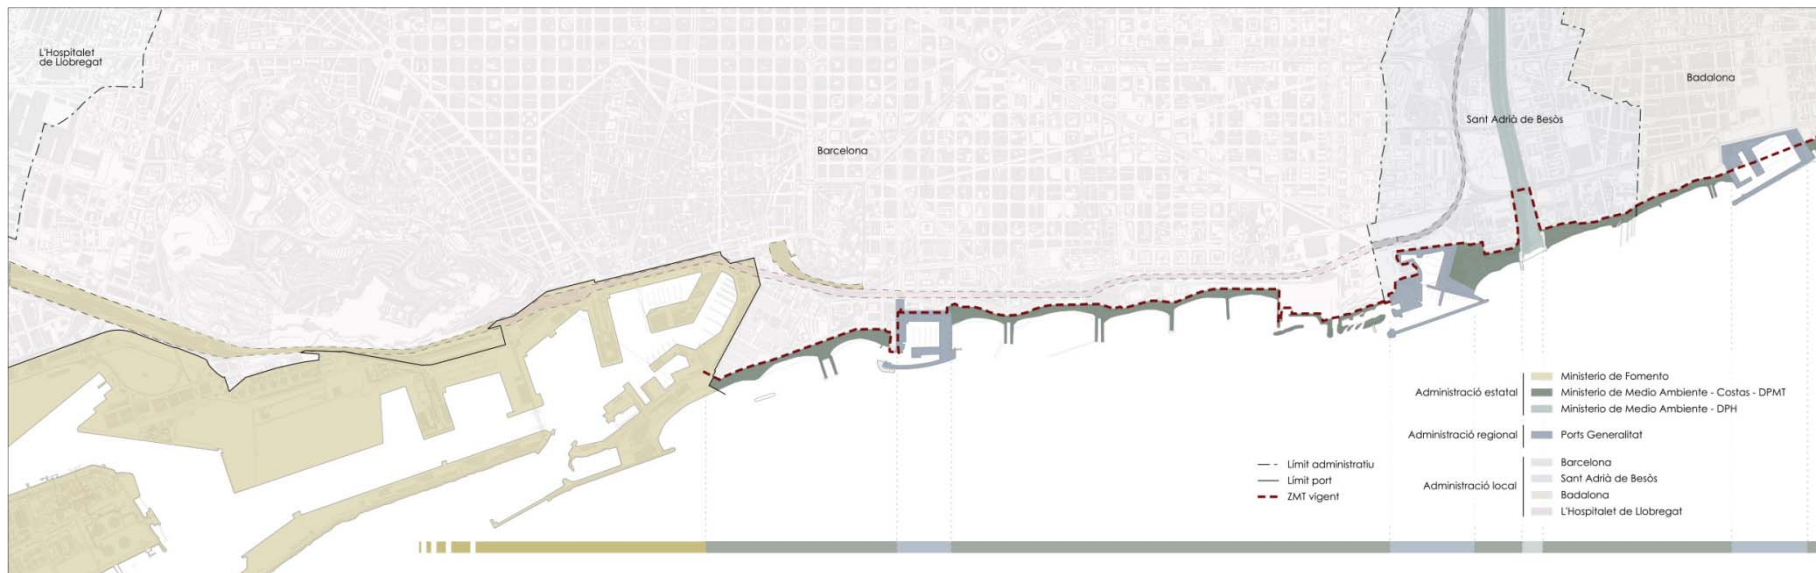 L'Hospitalet
de Llobregat
Barcelona
Sant Adrià de Besòs
Badalona
Límit administratiu
Límit port
ZMT vigent
Administració estatal
Ministerio de Fomento
Ministerio de Medio Ambiente - Costas - DPMT
Ministerio de Medio Ambiente - DPH
Administració regional
Ports Generalitat
Administració local
Barcelona
Sant Adrià de Besòs
Badalona
L'Hospitalet de Llobregat